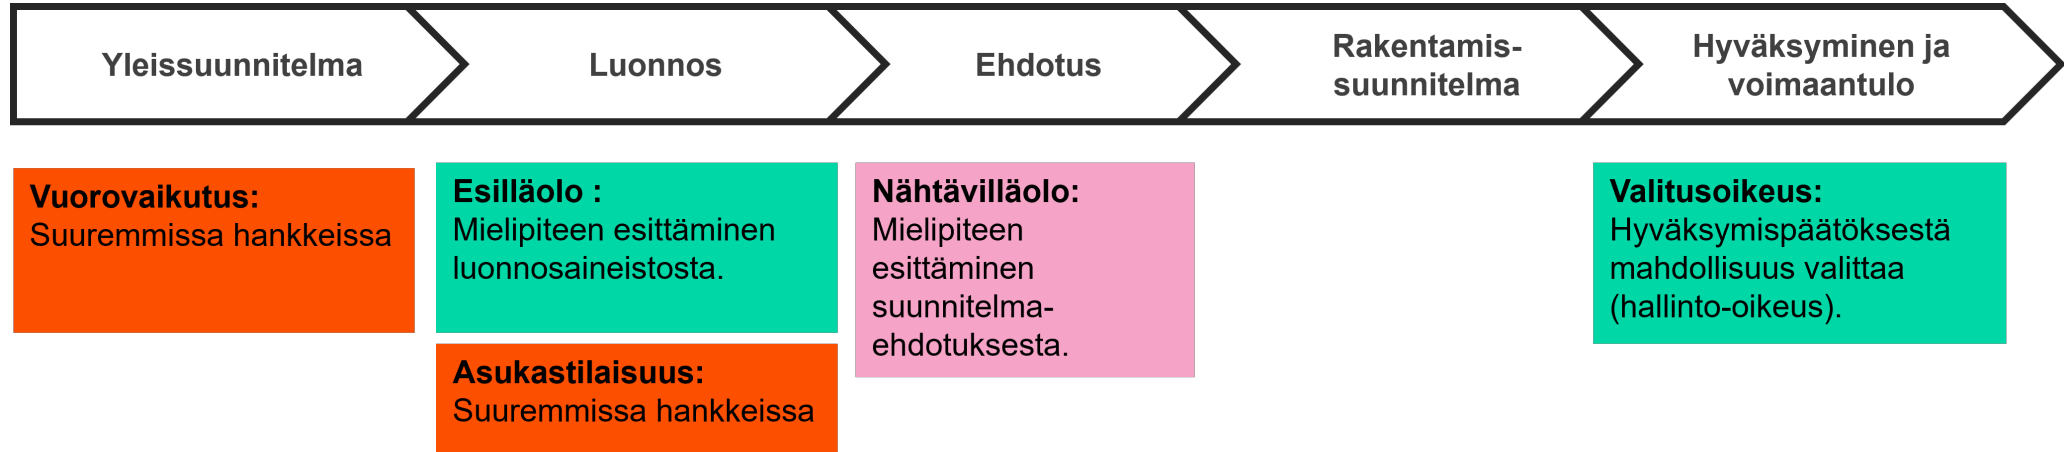 Yleissuunnitelma
Luonnos
Ehdotus
Rakentamis-
suunnitelma
Hyväksyminen ja
voimaantulo
Vuorovaikutus:
Suuremmissa hankkeissa
Esilläolo :
Mielipiteen esittäminen
luonnosaineistosta.
Asukastilaisuus:
Suuremmissa hankkeissa
Nähtävilläolo:
Mielipiteen
esittäminen
suunnitelma-
ehdotuksesta.
Valitusoikeus:
Hyväksymispäätöksestä
mahdollisuus valittaa
(hallinto-oikeus).